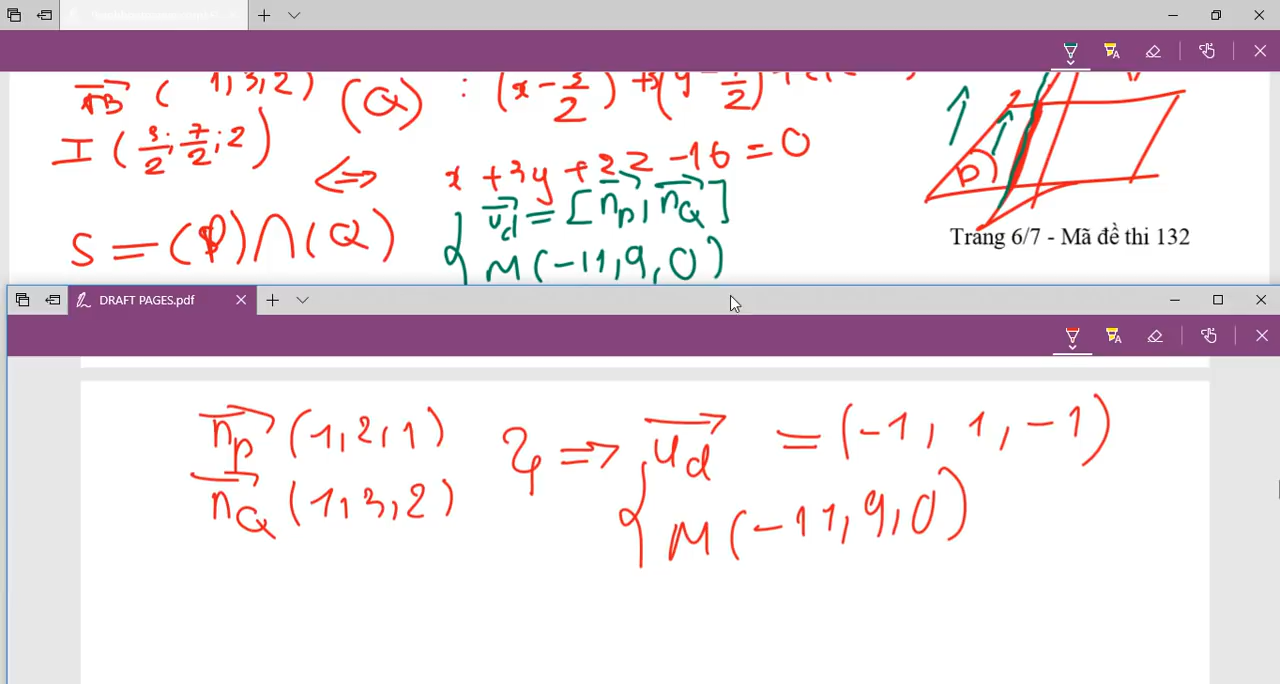 AB ( 1, 3, 2) (Q) : (x - 3/2) + 3(y - 7/2) +
I ( 3/2; 7/2; 2)
<=> x + 3y + 2z - 16 = 0
u_d = [n_P, n_Q]
S = (P) ∩ (Q)
M (-11, 9, 0)
Trang 6/7 - Mã đề thi 132
DRAFT PAGES.pdf
n_P (1, 2, 1) => u_d = (-1, 1, -1)
n_Q (1, 3, 2)
M (-11, 9, 0)